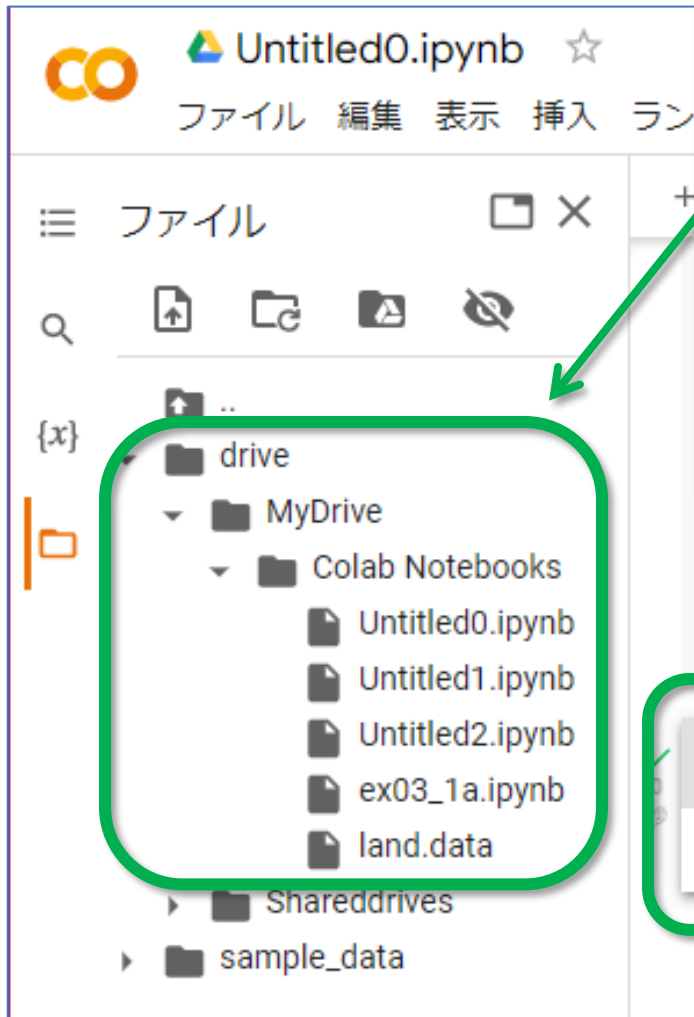 Untitled0.ipynb
ファイル 編集 表示 挿入 ラン
ファイル
..
{x}
drive
MyDrive
Colab Notebooks
Untitled0.ipynb
Untitled1.ipynb
Untitled2.ipynb
ex03_1a.ipynb
land.data
Shareddrives
sample_data